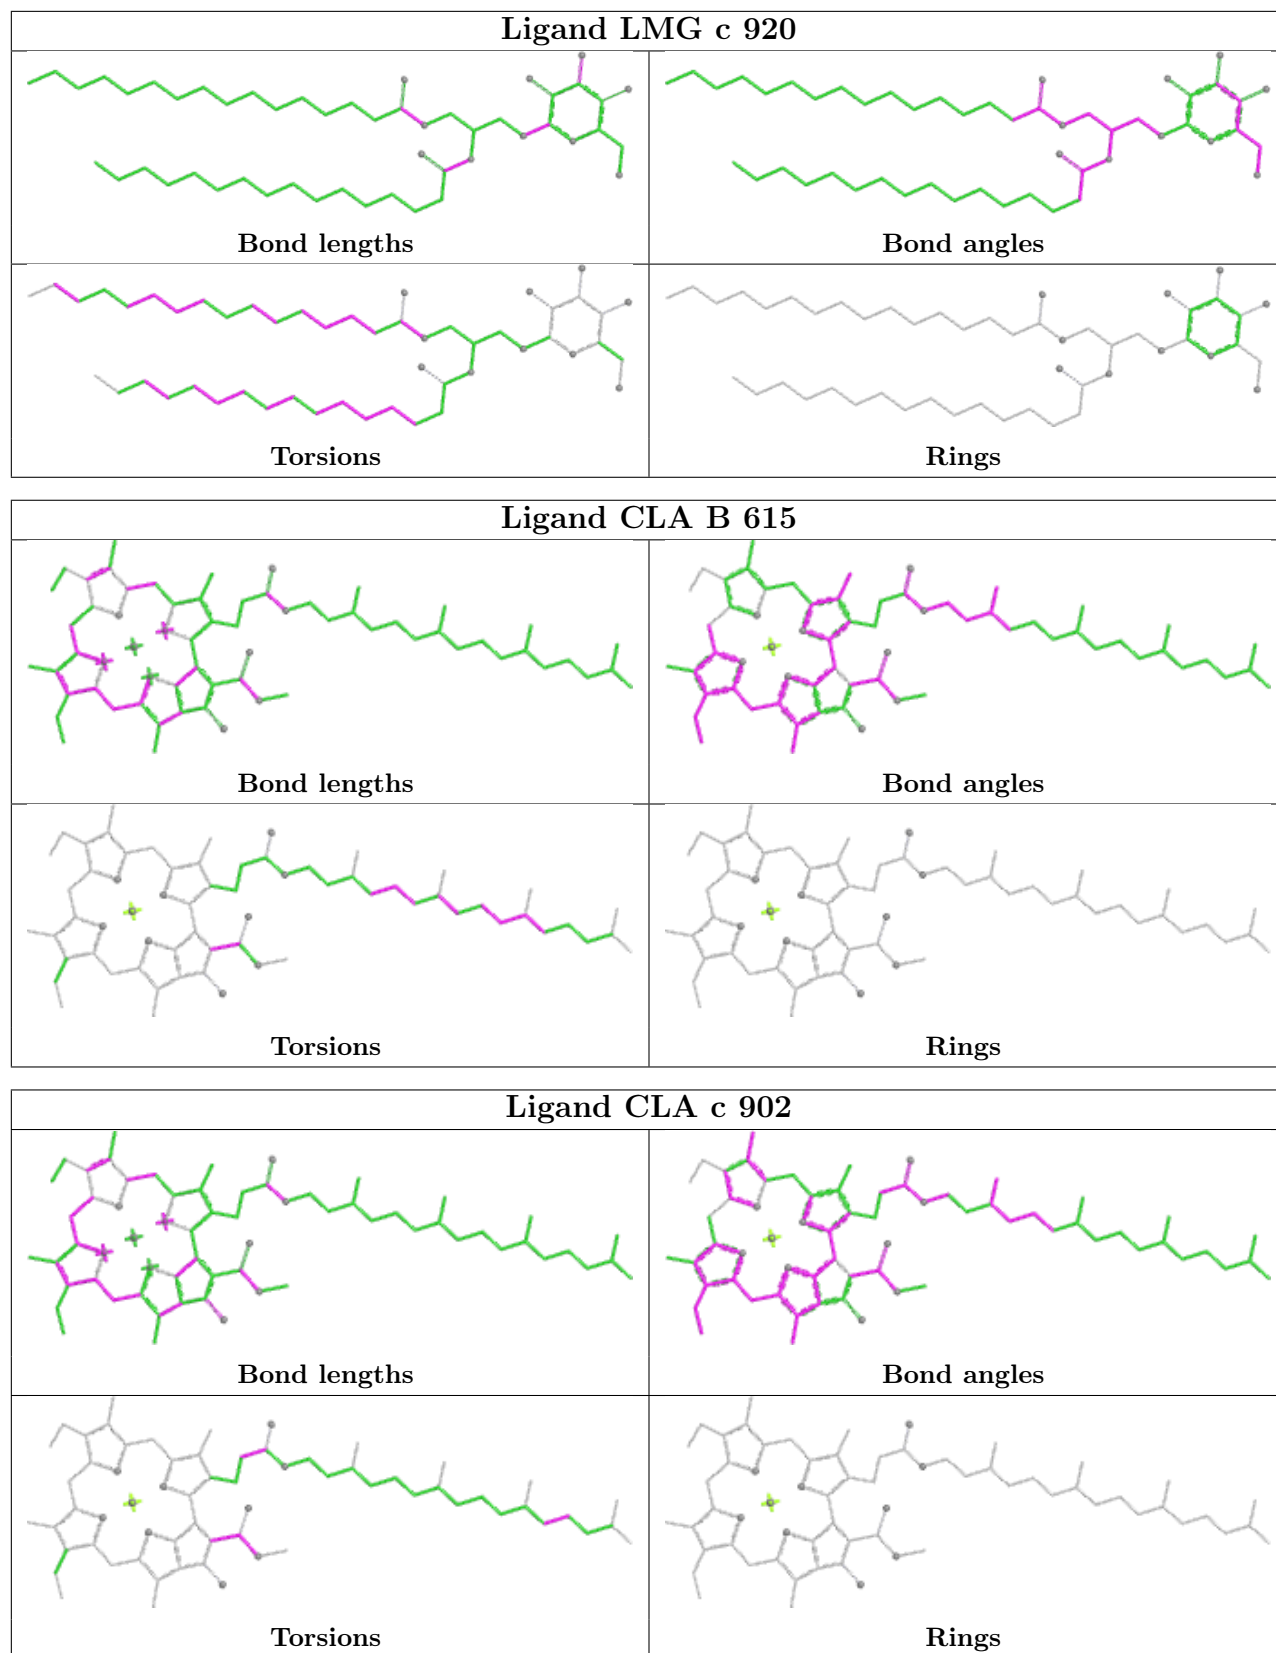 Ligand LMG c 920
Bond lengths
Bond angles
Torsions
Rings
Ligand CLA B 615
Bond lengths
Bond angles
Torsions
Rings
Ligand CLA c 902
Bond lengths
Bond angles
Torsions
Rings